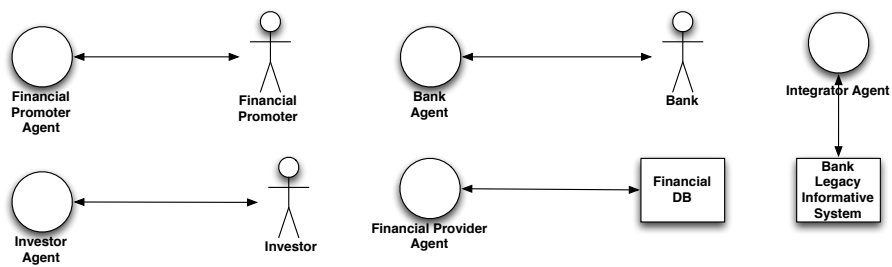 Financial
Promoter
Agent
Financial
Promoter
Bank
Agent
Bank
Integrator Agent
Investor
Agent
Investor
Financial Provider
Agent
Financial
DB
Bank
Legacy
Informative
System